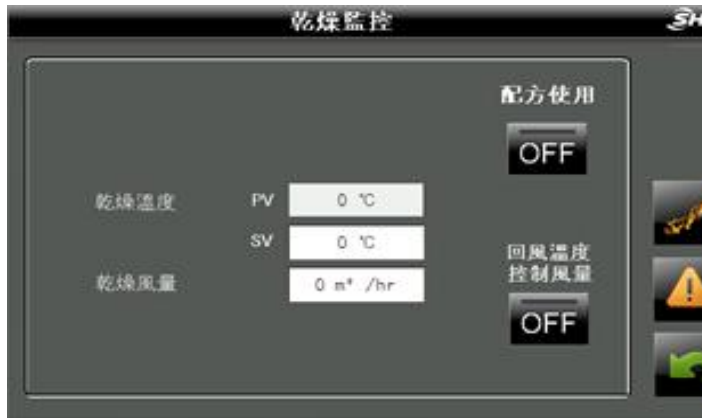 乾燥監控
SH
配方使用
OFF
乾燥溫度 PV 0 ℃
SV 0 ℃
回風溫度
控制風量
乾燥風量 0 m³ /hr
OFF